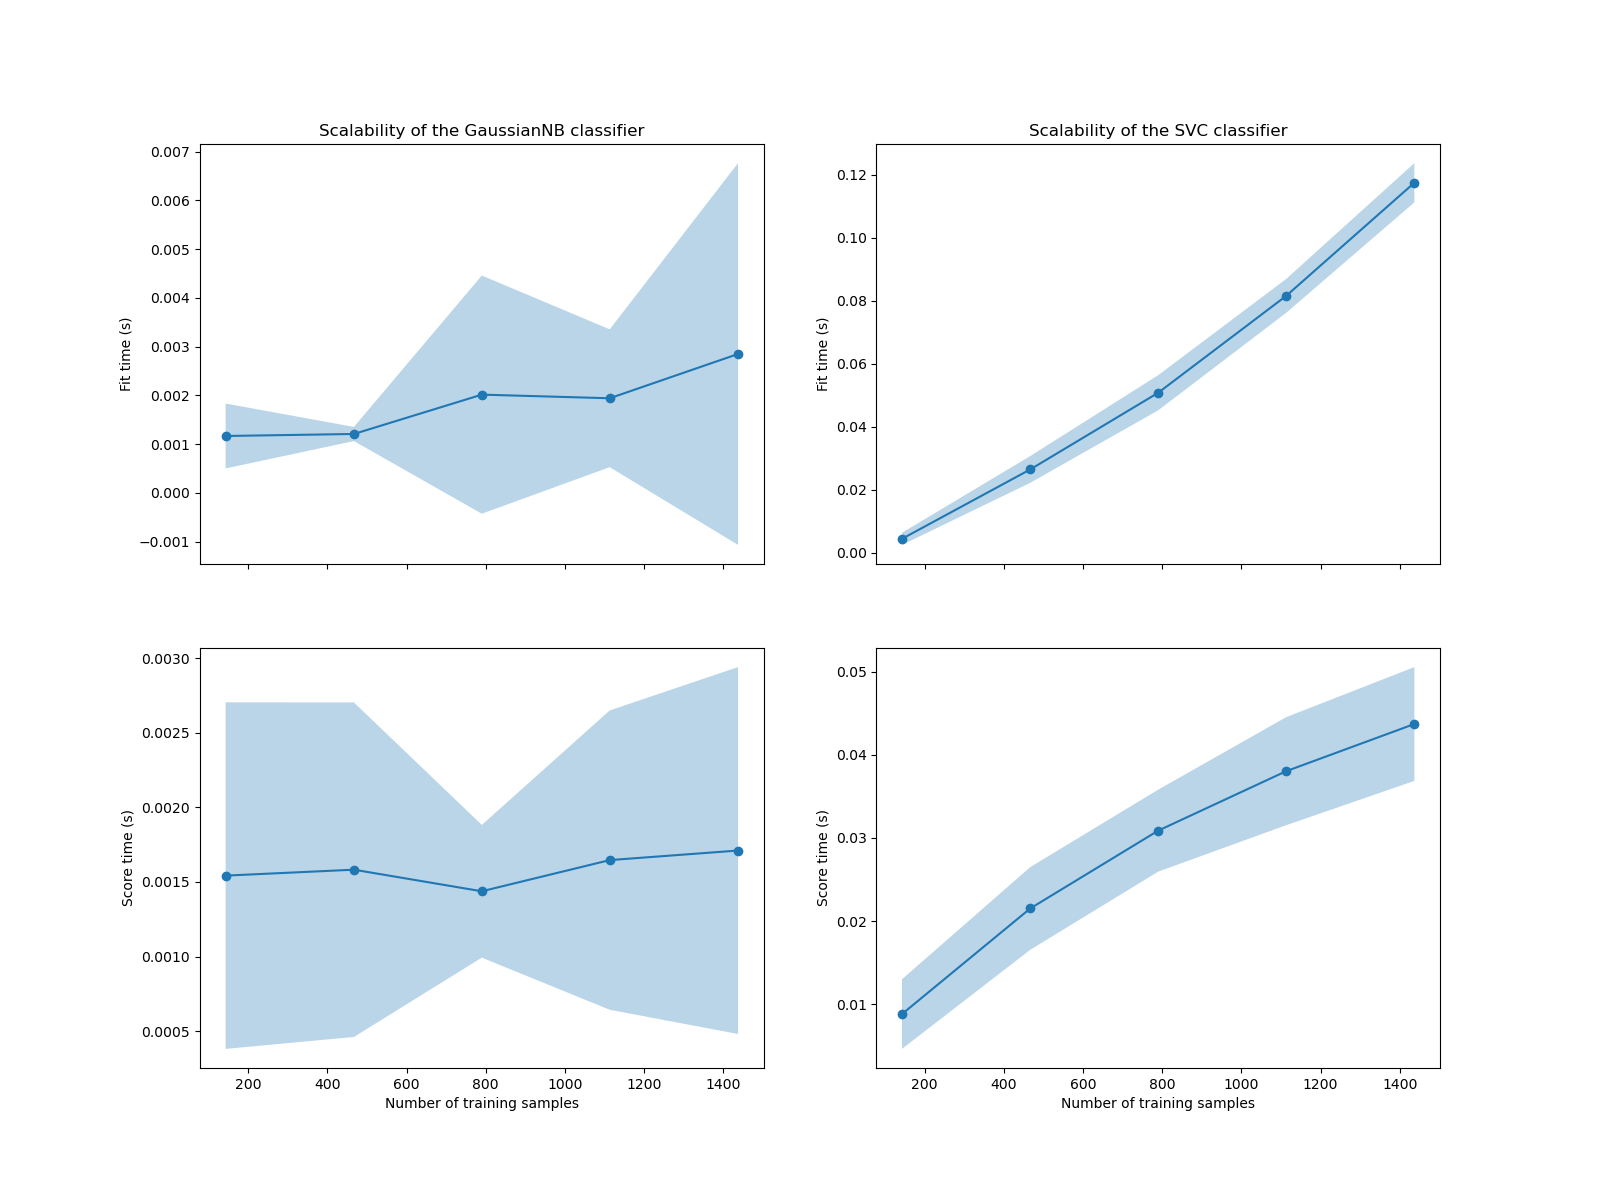 Scalability of the GaussianNB classifier
0.007
0.006
0.005
0.004
0.003
0.002
0.001
0.000
−0.001
Fit time (s)
Scalability of the SVC classifier
0.12
0.10
0.08
0.06
0.04
0.02
0.00
Fit time (s)
0.0030
0.0025
0.0020
0.0015
0.0010
0.0005
Score time (s)
200 400 600 800 1000 1200 1400
Number of training samples
0.05
0.04
0.03
0.02
0.01
Score time (s)
200 400 600 800 1000 1200 1400
Number of training samples